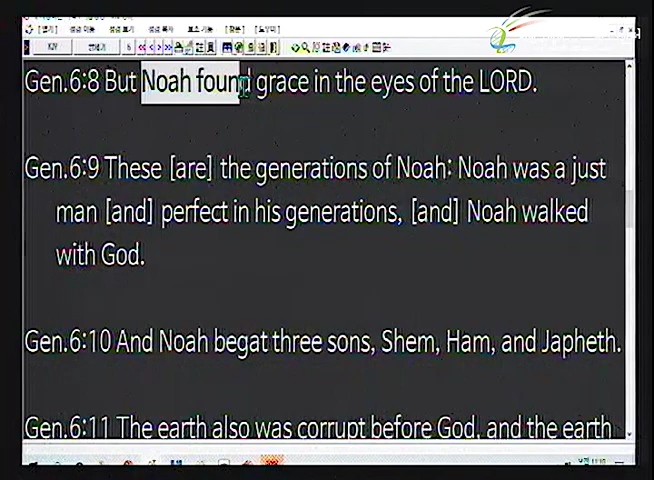 KJV
Gen.6:8 But Noah found grace in the eyes of the LORD.
Gen.6:9 These [are] the generations of Noah: Noah was a just
man [and] perfect in his generations, [and] Noah walked
with God.
Gen.6:10 And Noah begat three sons, Shem, Ham, and Japheth.
Gen.6:11 The earth also was corrupt before God, and the earth